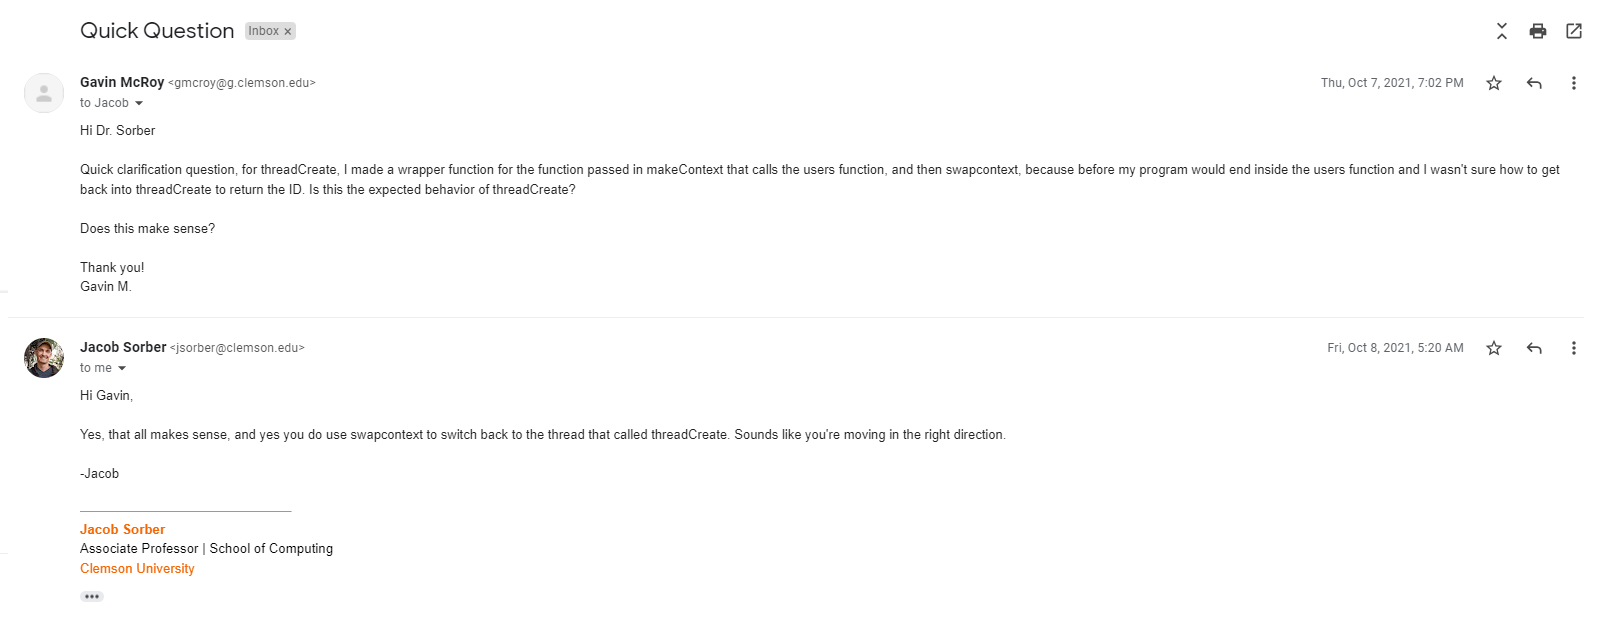 Quick Question Inbox ×
Gavin McRoy <gmcroy@g.clemson.edu> Thu, Oct 7, 2021, 7:02 PM
to Jacob
Hi Dr. Sorber
Quick clarification question, for threadCreate, I made a wrapper function for the function passed in makeContext that calls the users function, and then swapcontext, because before my program would end inside the users function and I wasn't sure how to get
back into threadCreate to return the ID. Is this the expected behavior of threadCreate?
Does this make sense?
Thank you!
Gavin M.
Jacob Sorber <jsorber@clemson.edu> Fri, Oct 8, 2021, 5:20 AM
to me
Hi Gavin,
Yes, that all makes sense, and yes you do use swapcontext to switch back to the thread that called threadCreate. Sounds like you're moving in the right direction.
-Jacob
Jacob Sorber
Associate Professor | School of Computing
Clemson University